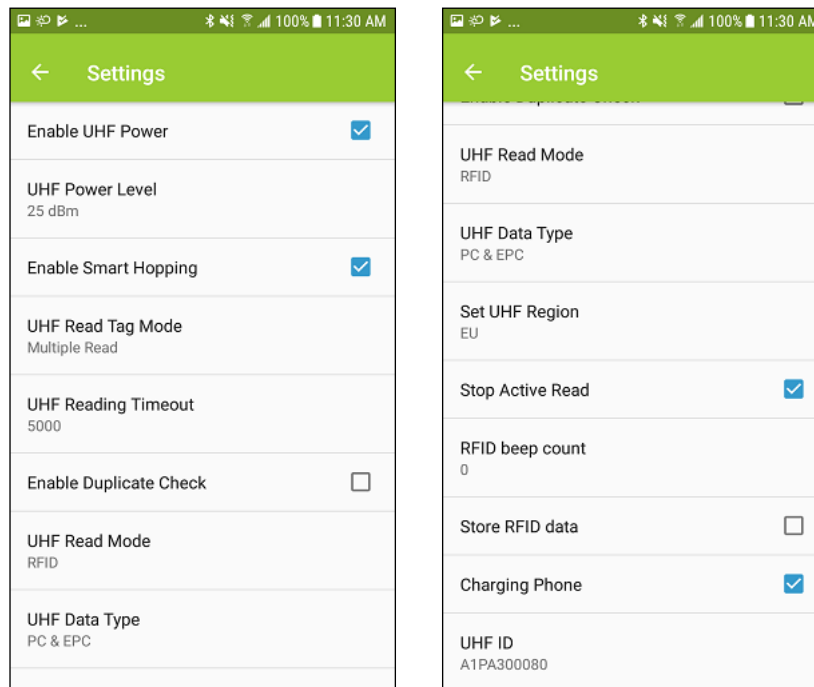 ... 100% 11:30 AM
Settings
Enable UHF Power
UHF Power Level
25 dBm
Enable Smart Hopping
UHF Read Tag Mode
Multiple Read
UHF Reading Timeout
5000
Enable Duplicate Check
UHF Read Mode
RFID
UHF Data Type
PC & EPC
... 100% 11:30 AM
Settings
Enable Duplicate Check
UHF Read Mode
RFID
UHF Data Type
PC & EPC
Set UHF Region
EU
Stop Active Read
RFID beep count
0
Store RFID data
Charging Phone
UHF ID
A1PA300080